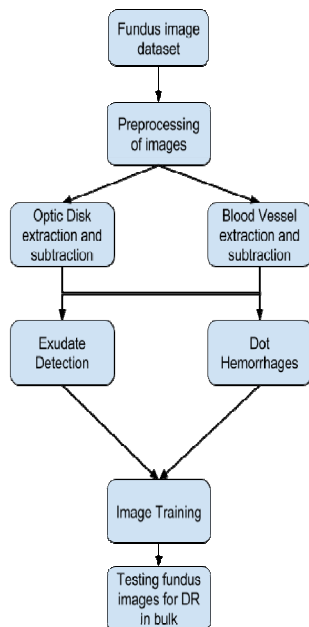 Fundus image
dataset
Preprocessing
of images
Optic Disk
extraction and
subtraction
Blood Vessel
extraction and
subtraction
Exudate
Detection
Dot
Hemorrhages
Image Training
Testing fundus
images for DR
in bulk